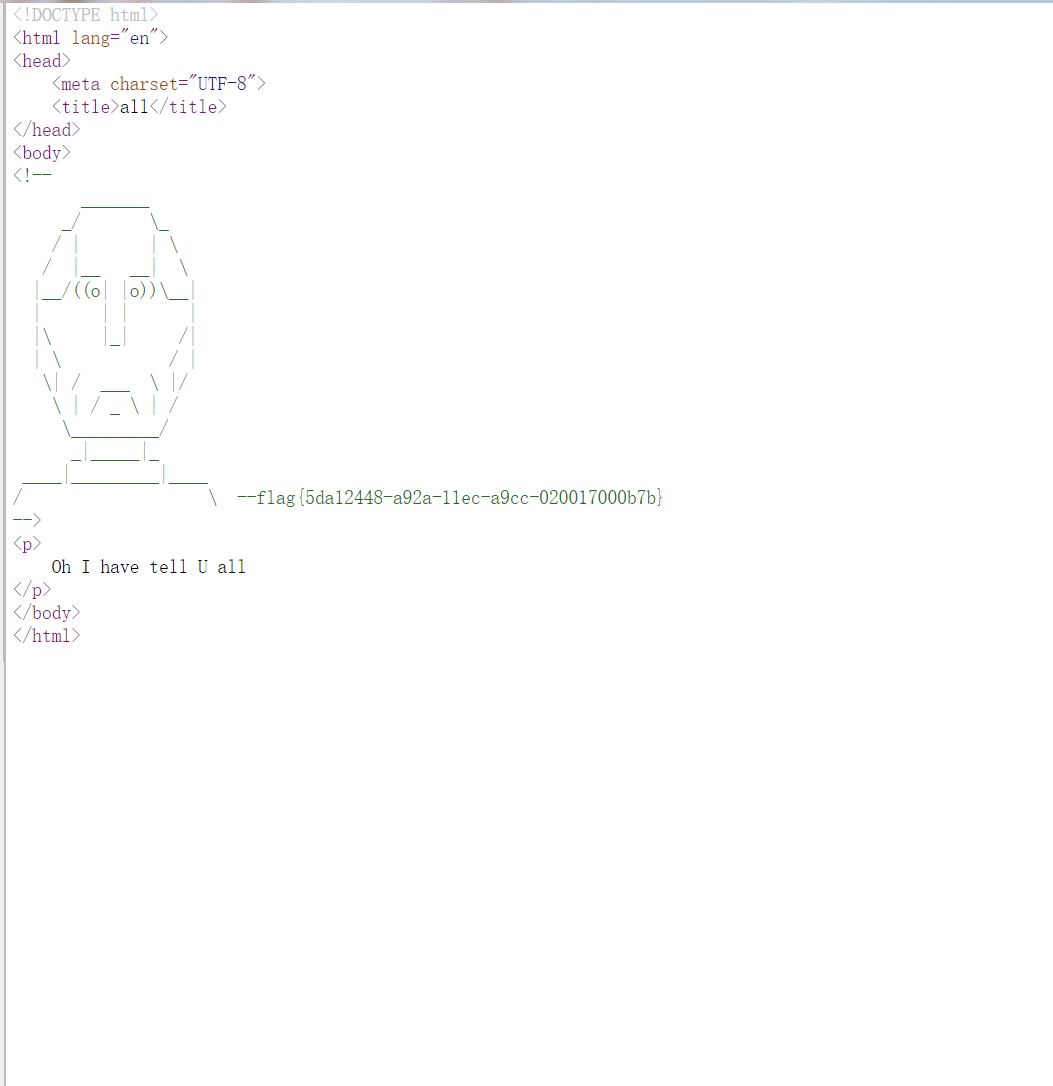 <!DOCTYPE html>
<html lang="en">
<head>
    <meta charset="UTF-8">
    <title>all</title>
</head>
<body>
<!--
       _______
     _/       \_
    / |       | \
   /  |__   __|  \
  |__/((o| |o))\__|
  |      | |      |
  |\     |_|     /|
  | \           / |
   \| /  ___  \ |/
    \ | / _ \ | /
     \_________/
      _|_____|_
 ____|_________|____
/                   \  --flag{5da12448-a92a-11ec-a9cc-020017000b7b}
-->
<p>
    Oh I have tell U all
</p>
</body>
</html>